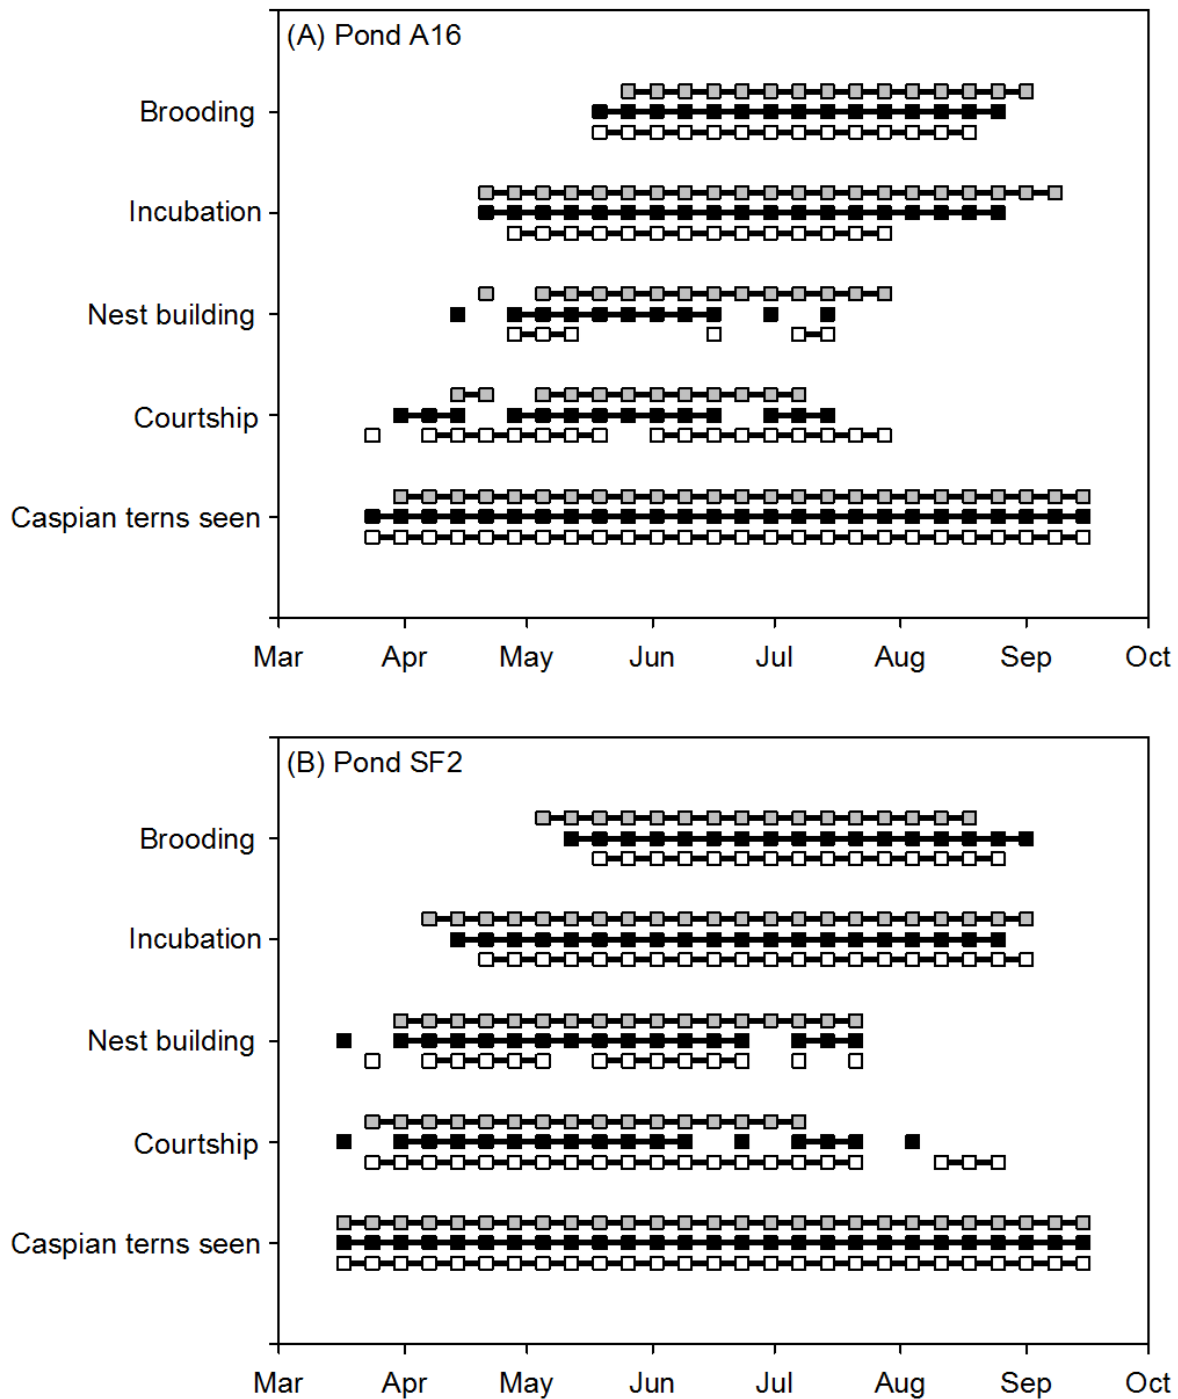 (A) Pond A16
Brooding
Incubation
Nest building
Courtship
Caspian terns seen
Mar Apr May Jun Jul Aug Sep Oct
(B) Pond SF2
Brooding
Incubation
Nest building
Courtship
Caspian terns seen
Mar Apr May Jun Jul Aug Sep Oct